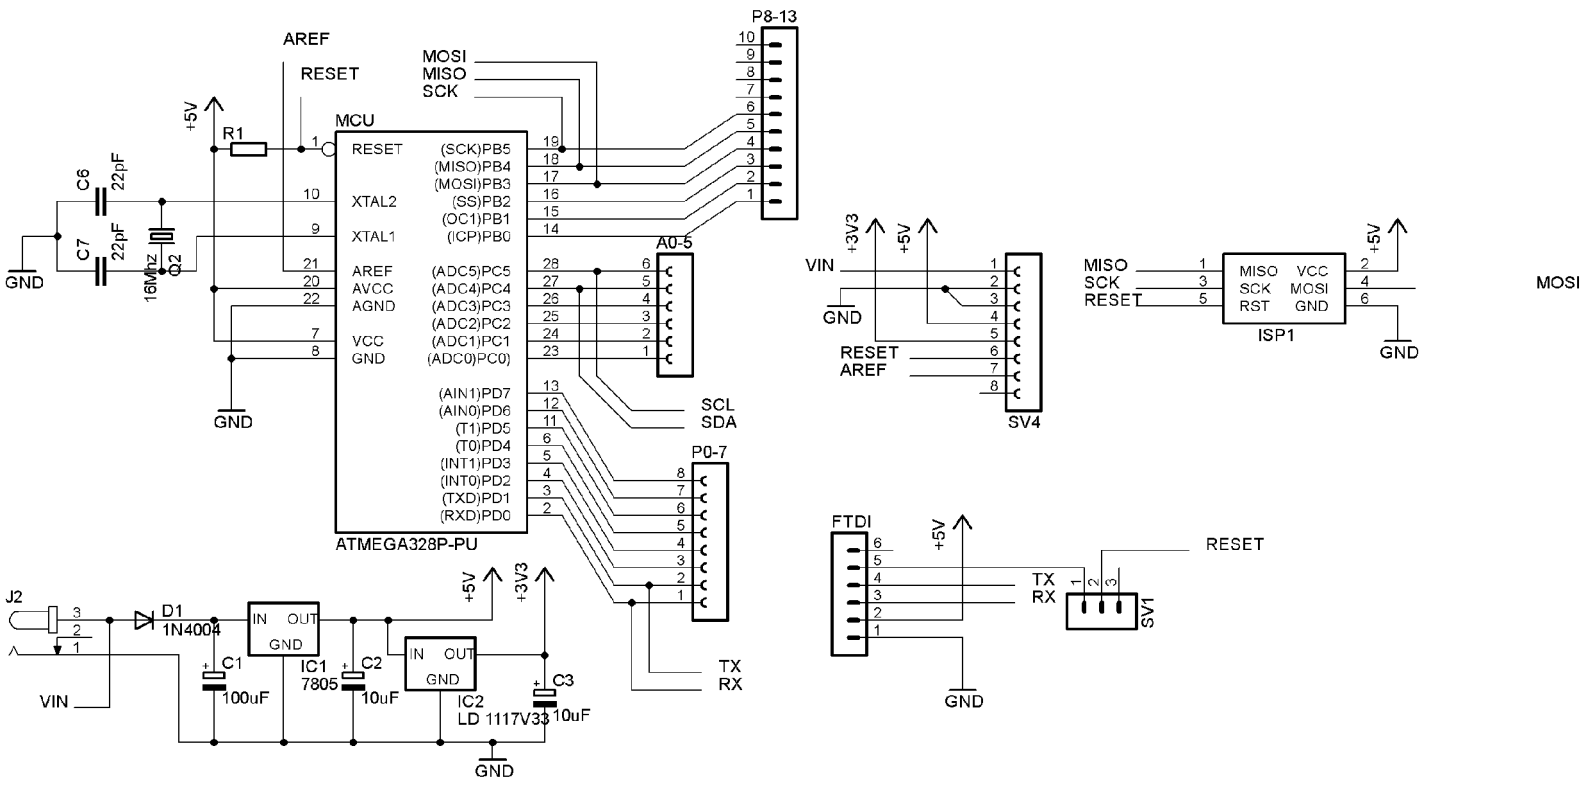 P8-13
10
9
8
7
6
5
4
3
2
1
AREF
RESET
MOSI
MISO
SCK
+5V
R1
MCU
1 RESET
10 XTAL2
9 XTAL1
21 AREF
20 AVCC
22 AGND
7 VCC
8 GND
C6
22pF
C7
22pF
16Mhz
Q2
GND
GND
(SCK)PB5 19
(MISO)PB4 18
(MOSI)PB3 17
(SS)PB2 16
(OC1)PB1 15
(ICP)PB0 14
(ADC5)PC5 28
(ADC4)PC4 27
(ADC3)PC3 26
(ADC2)PC2 25
(ADC1)PC1 24
(ADC0)PC0) 23
(AIN1)PD7 13
(AIN0)PD6 12
(T1)PD5 11
(T0)PD4 6
(INT1)PD3 5
(INT0)PD2 4
(TXD)PD1 3
(RXD)PD0 2
ATMEGA328P-PU
A0-5
6
5
4
3
2
1
SCL
SDA
P0-7
8
7
6
5
4
3
2
1
TX
RX
+3V3
+5V
VIN
GND
RESET
AREF
1
2
3
4
5
6
7
8
SV4
+5V
MISO 1 MISO VCC 2
SCK 3 SCK MOSI 4 MOSI
RESET 5 RST GND 6
ISP1
GND
FTDI
+5V
6
5
4
3
2
1
TX
RX
GND
RESET
1
2
3
SV1
J2
3
2
1
VIN
D1
1N4004
C1
100uF
IN OUT
GND
IC1
7805
C2
10uF
+5V
+3V3
IN OUT
GND
IC2
LD 1117V33
C3
10uF
GND
+
+
+